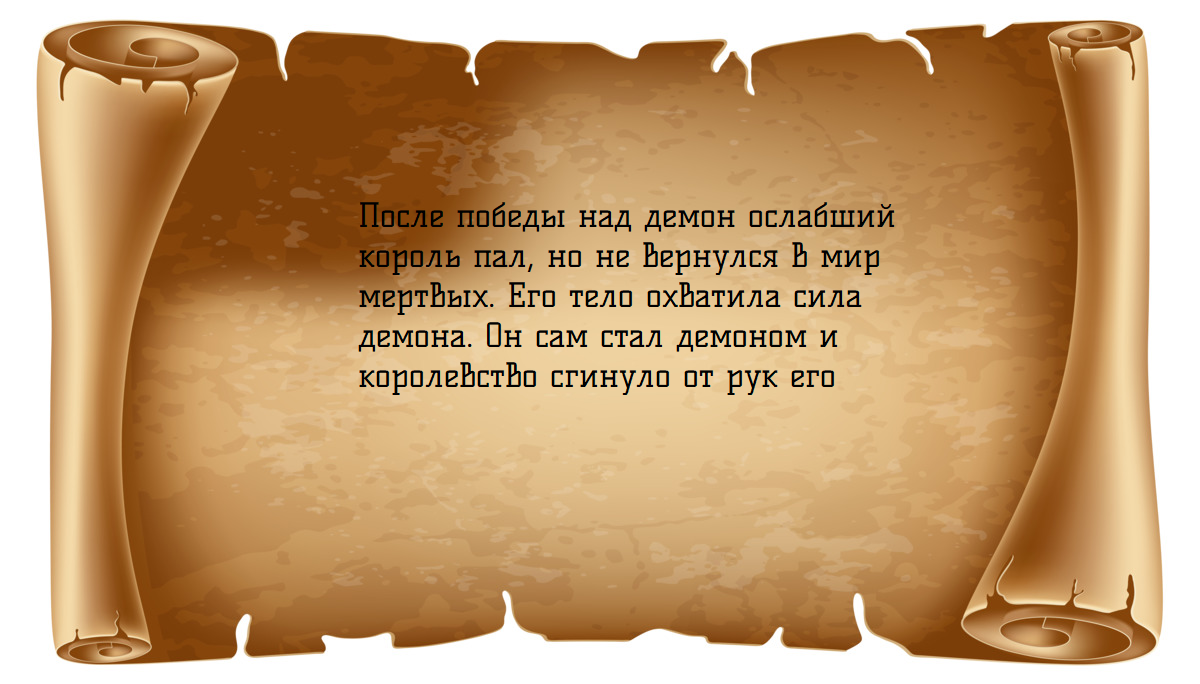 После победы над демон ослабший
король пал, но не вернулся в мир
мертвых. Его тело охватила сила
демона. Он сам стал демоном и
королевство сгинуло от рук его